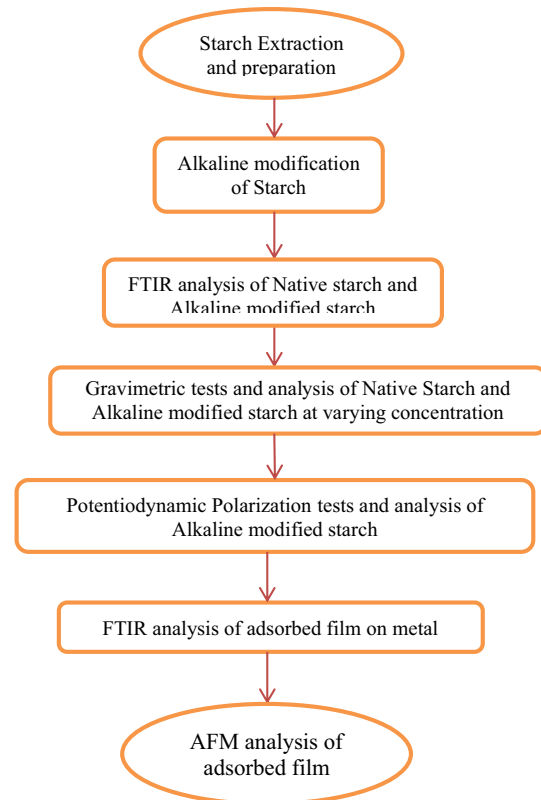 Starch Extraction
and preparation
Alkaline modification
of Starch
FTIR analysis of Native starch and
Alkaline modified starch
Gravimetric tests and analysis of Native Starch and
Alkaline modified starch at varying concentration
Potentiodynamic Polarization tests and analysis of
Alkaline modified starch
FTIR analysis of adsorbed film on metal
AFM analysis of
adsorbed film